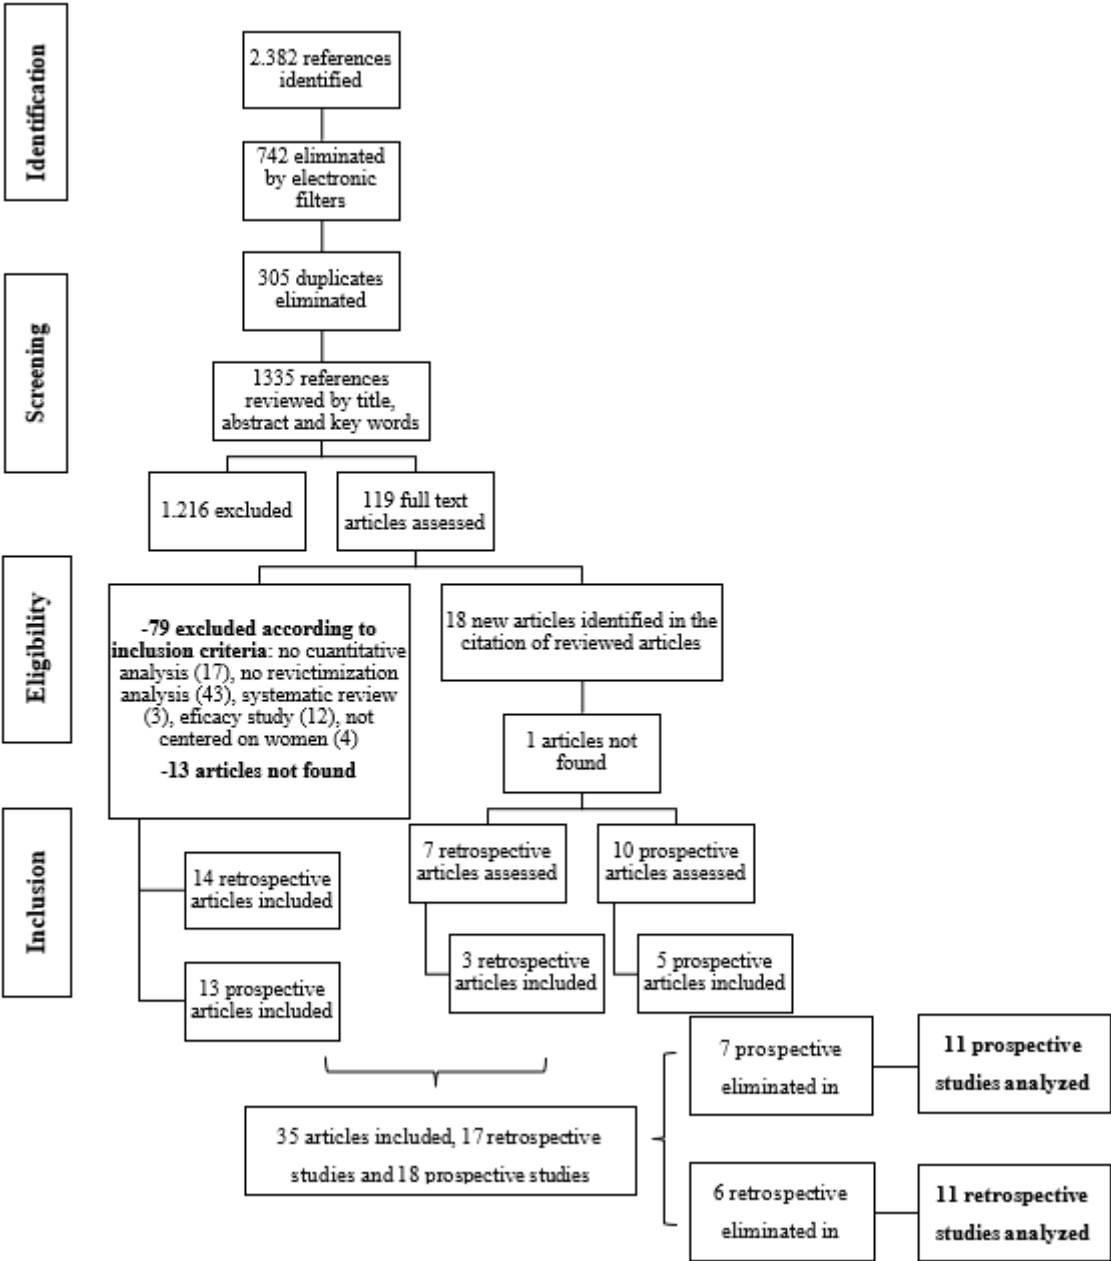 Identification
2.382 references
identified
742 eliminated
by electronic
filters
305 duplicates
eliminated
Screening
1335 references
reviewed by title,
abstract and key words
1.216 excluded
119 full text
articles assessed
Eligibility
-79 excluded according to
inclusion criteria: no cuantitative
analysis (17), no revictimization
analysis (43), systematic review
(3), eficacy study (12), not
centered on women (4)
-13 articles not found
18 new articles identified in the
citation of reviewed articles
1 articles not
found
Inclusion
7 retrospective
articles assessed
10 prospective
articles assessed
14 retrospective
articles included
3 retrospective
articles included
5 prospective
articles included
13 prospective
articles included
7 prospective
eliminated in
11 prospective
studies analyzed
35 articles included, 17 retrospective
studies and 18 prospective studies
6 retrospective
eliminated in
11 retrospective
studies analyzed